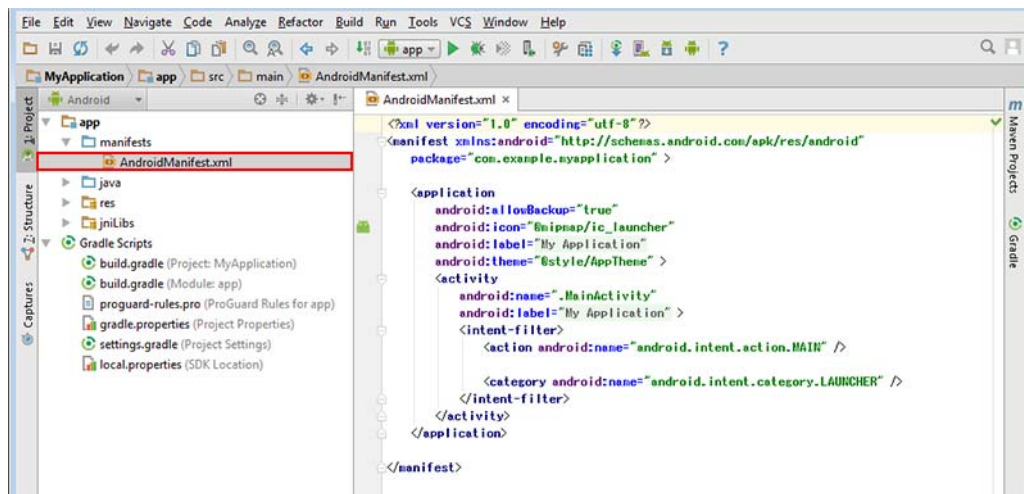 File Edit View Navigate Code Analyze Refactor Build Run Tools VCS Window Help
app
MyApplication app src main AndroidManifest.xml
1: Project
7: Structure
Captures
Android
app
manifests
AndroidManifest.xml
java
res
jniLibs
Gradle Scripts
build.gradle (Project: MyApplication)
build.gradle (Module: app)
proguard-rules.pro (ProGuard Rules for app)
gradle.properties (Project Properties)
settings.gradle (Project Settings)
local.properties (SDK Location)
AndroidManifest.xml
<?xml version="1.0" encoding="utf-8"?>
<manifest xmlns:android="http://schemas.android.com/apk/res/android"
package="com.example.myapplication" >
<application
android:allowBackup="true"
android:icon="@mipmap/ic_launcher"
android:label="My Application"
android:theme="@style/AppTheme" >
<activity
android:name=".MainActivity"
android:label="My Application" >
<intent-filter>
<action android:name="android.intent.action.MAIN" />
<category android:name="android.intent.category.LAUNCHER" />
</intent-filter>
</activity>
</application>
</manifest>
m
Maven Projects
Gradle